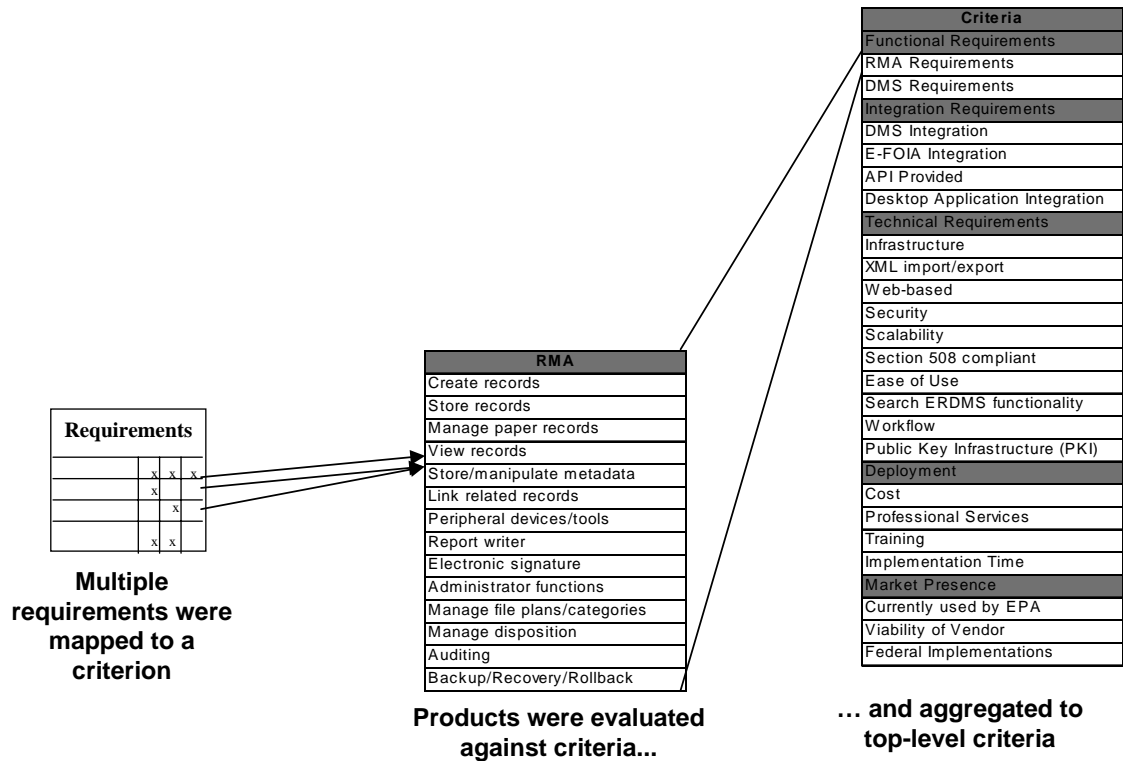 Requirements
x x x
x
x
x x
Multiple
requirements were
mapped to a
criterion
RMA
Create records
Store records
Manage paper records
View records
Store/manipulate metadata
Link related records
Peripheral devices/tools
Report writer
Electronic signature
Administrator functions
Manage file plans/categories
Manage disposition
Auditing
Backup/Recovery/Rollback
Products were evaluated
against criteria...
Criteria
Functional Requirements
RMA Requirements
DMS Requirements
Integration Requirements
DMS Integration
E-FOIA Integration
API Provided
Desktop Application Integration
Technical Requirements
Infrastructure
XML import/export
Web-based
Security
Scalability
Section 508 compliant
Ease of Use
Search ERDMS functionality
Workflow
Public Key Infrastructure (PKI)
Deployment
Cost
Professional Services
Training
Implementation Time
Market Presence
Currently used by EPA
Viability of Vendor
Federal Implementations
… and aggregated to
top-level criteria